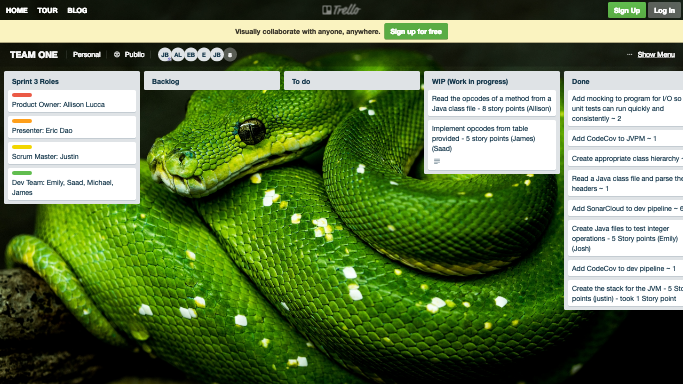 HOME TOUR BLOG
Trello
Sign Up Log In
Visually collaborate with anyone, anywhere. Sign up for free
TEAM ONE Personal Public JB AL EB E JB 8 ··· Show Menu
Sprint 3 Roles
Product Owner: Allison Lucca
Presenter: Eric Dao
Scrum Master: Justin
Dev Team: Emily, Saad, Michael,
James
Backlog
To do
WIP (Work in progress)
Read the opcodes of a method from a
Java class file - 8 story points (Allison)
Implement opcodes from table
provided - 5 story points (James)
(Saad)
Done
Add mocking to program for I/O so
unit tests can run quickly and
consistently ~ 2
Add CodeCov to JVPM ~ 1
Create appropriate class hierarchy ~
Read a Java class file and parse the
headers ~ 1
Add SonarCloud to dev pipeline ~ 6
Create Java files to test integer
operations - 5 Story points (Emily)
(Josh)
Add CodeCov to dev pipeline ~ 1
Create the stack for the JVM - 5 Sto
points (justin) - took 1 Story point